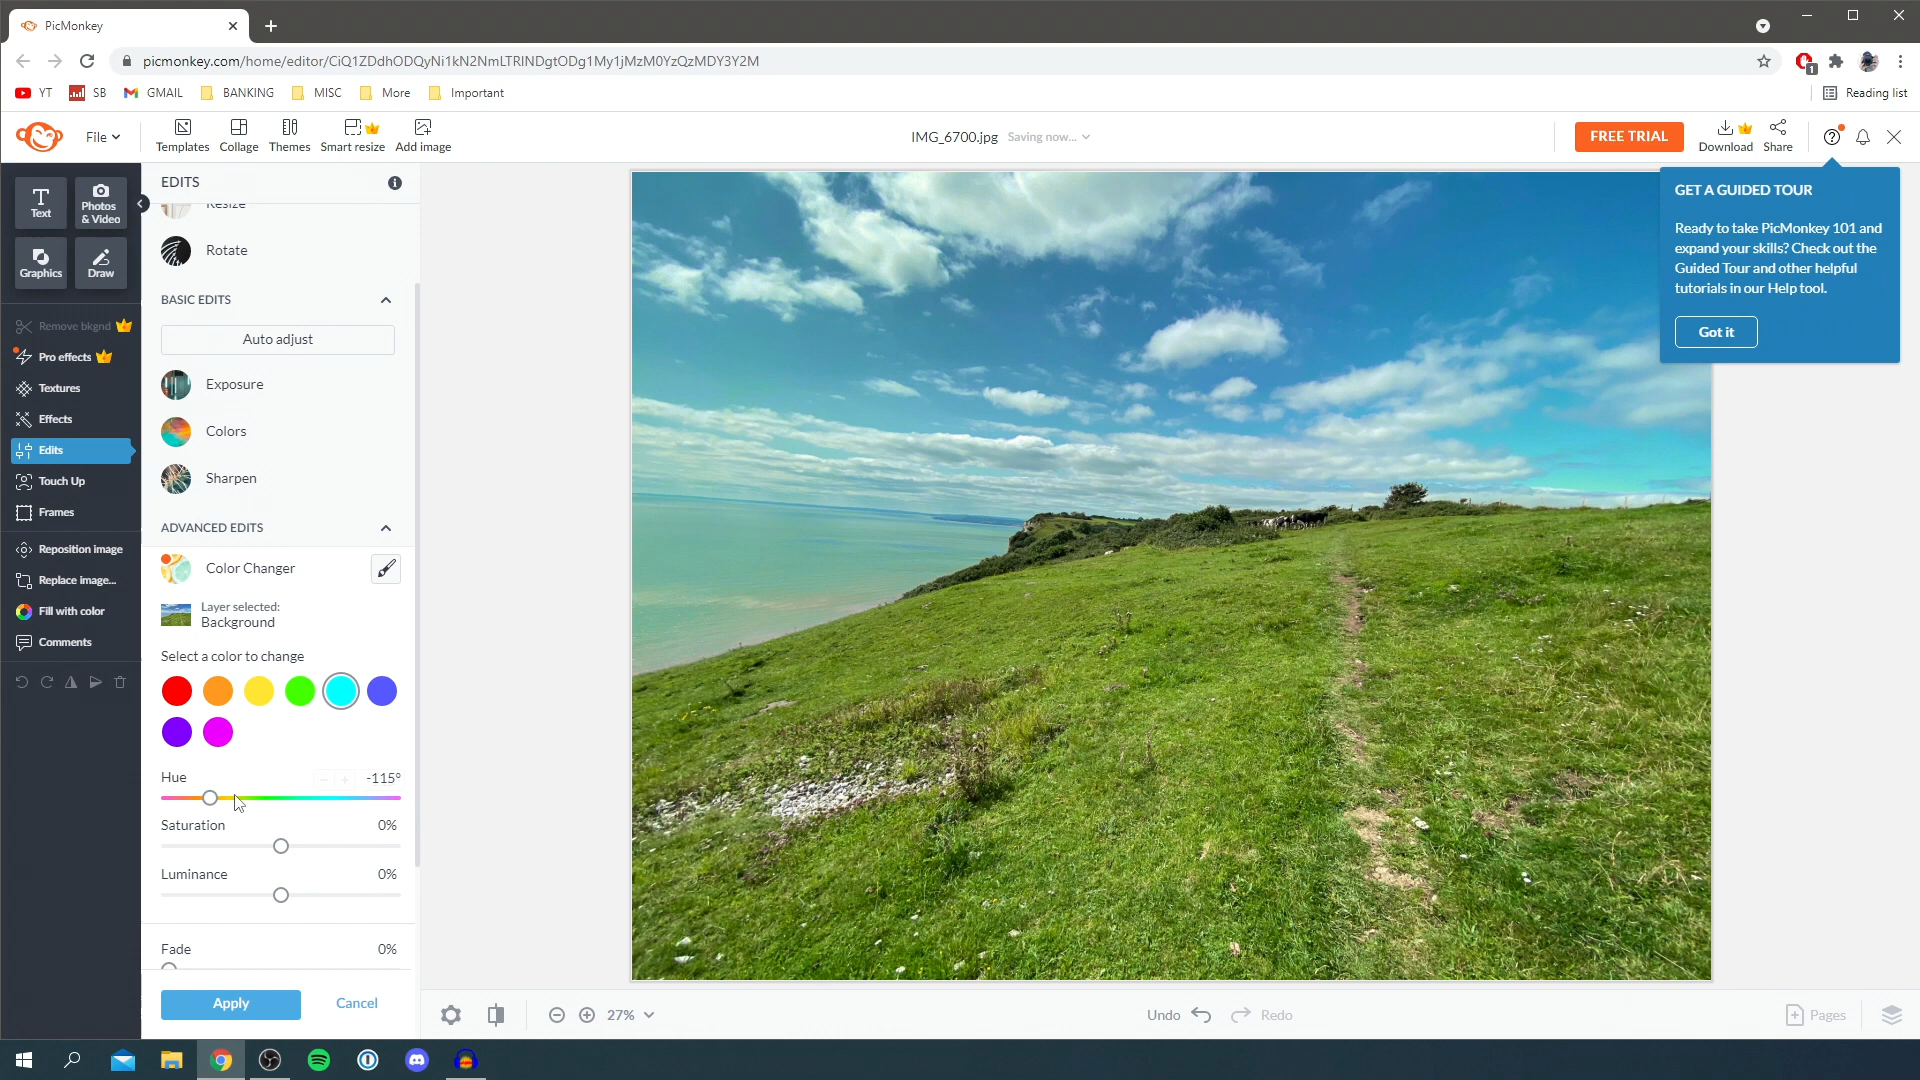 PicMonkey
picmonkey.com/home/editor/CiQ1ZDdhODQyNi1kN2NmLTRlNDgtODg1My1jMzM0YzQzMDY3Y2M
1
YT
SB
GMAIL
BANKING
MISC
More
Important
Reading list
File
Templates
Collage
Themes
Smart resize
Add image
IMG_6700.jpg Saving now...
FREE TRIAL
Download
Share
Text
Photos
& Video
Graphics
Draw
Remove bkgnd
Pro effects
Textures
Effects
Edits
Touch Up
Frames
Reposition image
Replace image...
Fill with color
Comments
EDITS
Resize
Rotate
BASIC EDITS
Auto adjust
Exposure
Colors
Sharpen
ADVANCED EDITS
Color Changer
Layer selected:
Background
Select a color to change
Hue -115°
Saturation 0%
Luminance 0%
Fade 0%
Apply Cancel
GET A GUIDED TOUR
Ready to take PicMonkey 101 and
expand your skills? Check out the
Guided Tour and other helpful
tutorials in our Help tool.
Got it
27%
Undo
Redo
Pages